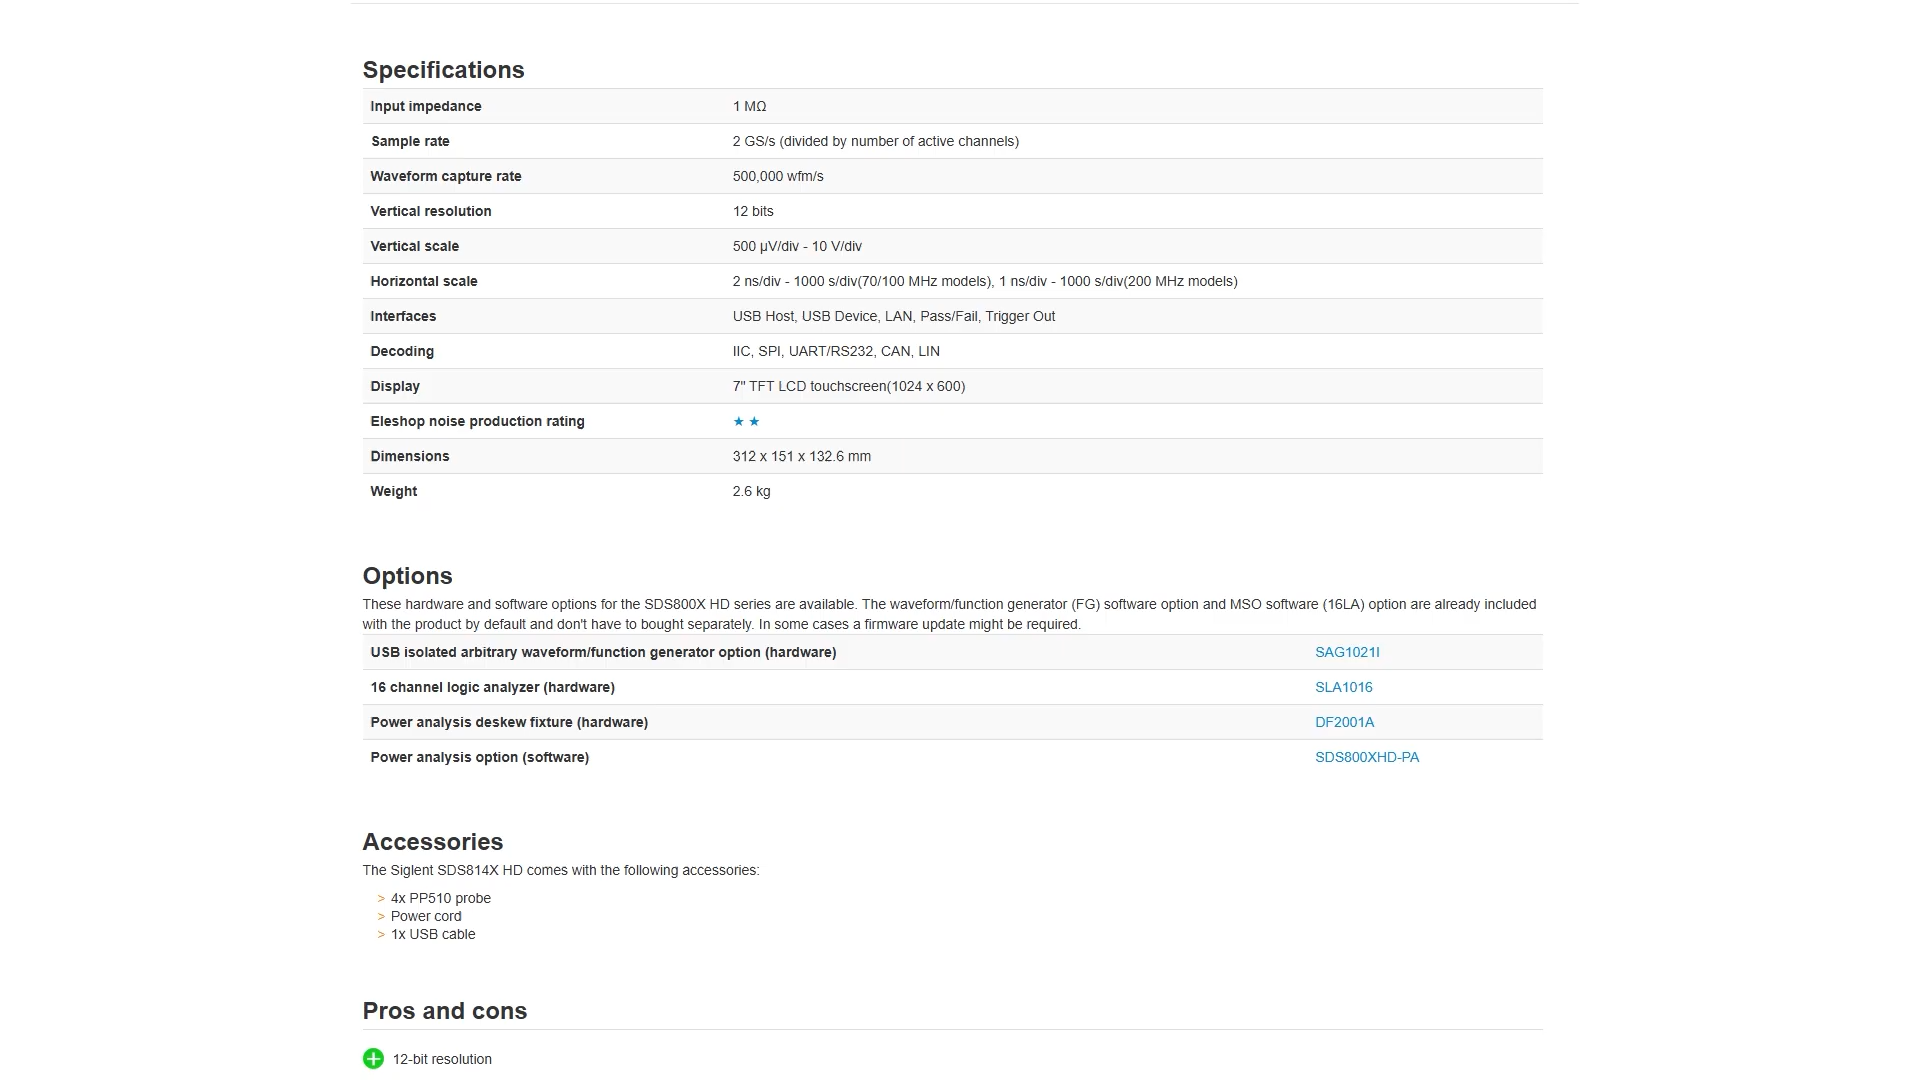 Specifications
Input impedance 1 MΩ
Sample rate 2 GS/s (divided by number of active channels)
Waveform capture rate 500,000 wfm/s
Vertical resolution 12 bits
Vertical scale 500 µV/div - 10 V/div
Horizontal scale 2 ns/div - 1000 s/div(70/100 MHz models), 1 ns/div - 1000 s/div(200 MHz models)
Interfaces USB Host, USB Device, LAN, Pass/Fail, Trigger Out
Decoding IIC, SPI, UART/RS232, CAN, LIN
Display 7" TFT LCD touchscreen(1024 x 600)
Eleshop noise production rating ★ ★
Dimensions 312 x 151 x 132.6 mm
Weight 2.6 kg
Options
These hardware and software options for the SDS800X HD series are available. The waveform/function generator (FG) software option and MSO software (16LA) option are already included
with the product by default and don't have to bought separately. In some cases a firmware update might be required.
USB isolated arbitrary waveform/function generator option (hardware) SAG1021I
16 channel logic analyzer (hardware) SLA1016
Power analysis deskew fixture (hardware) DF2001A
Power analysis option (software) SDS800XHD-PA
Accessories
The Siglent SDS814X HD comes with the following accessories:
> 4x PP510 probe
> Power cord
> 1x USB cable
Pros and cons
12-bit resolution